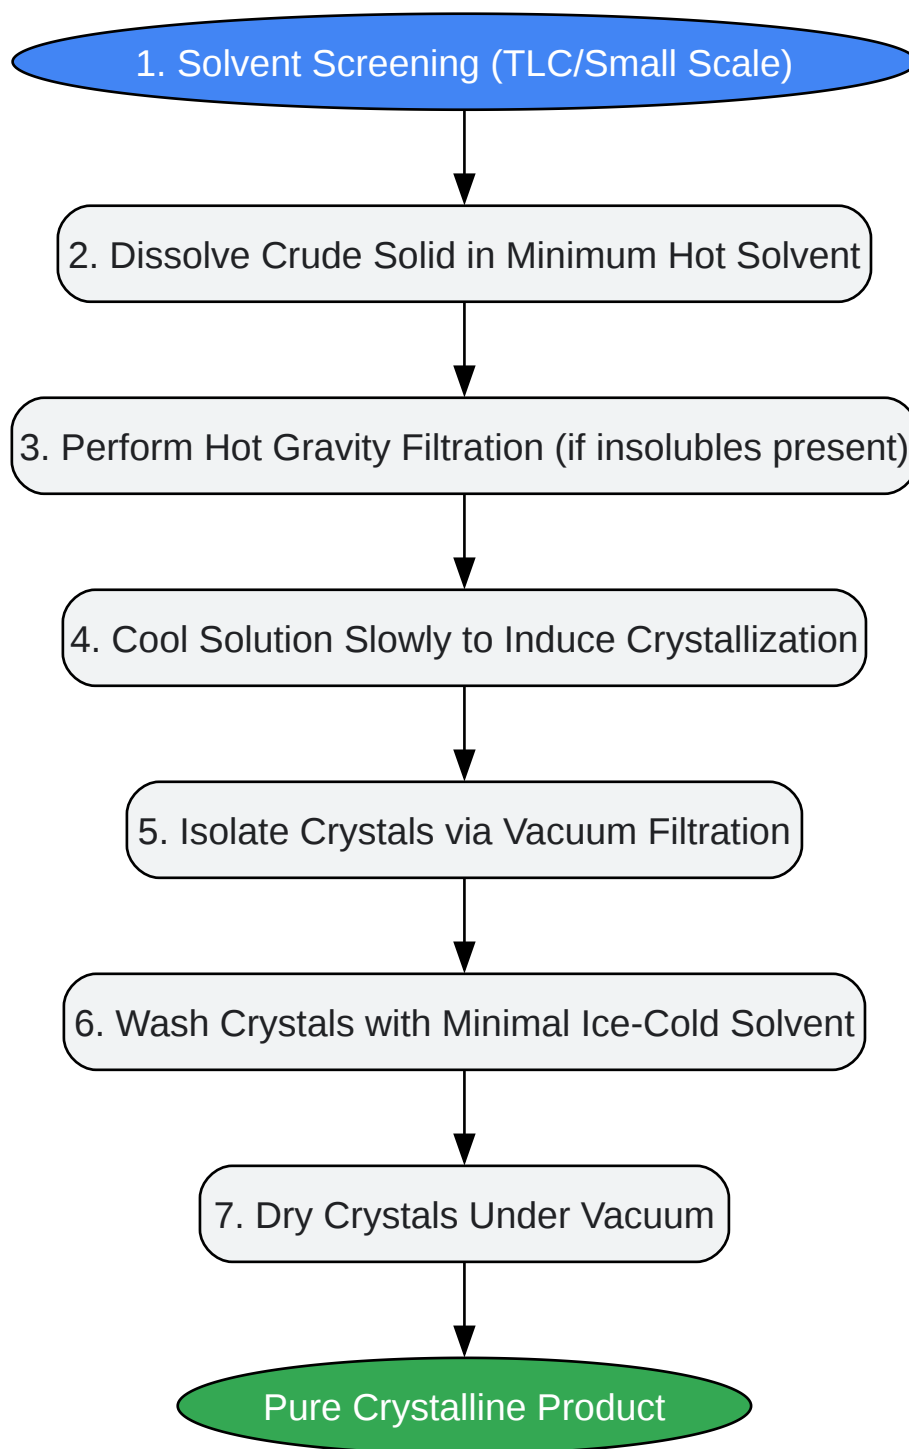 1. Solvent Screening (TLC/Small Scale)
2. Dissolve Crude Solid in Minimum Hot Solvent
3. Perform Hot Gravity Filtration (if insolubles present)
4. Cool Solution Slowly to Induce Crystallization
5. Isolate Crystals via Vacuum Filtration
6. Wash Crystals with Minimal Ice-Cold Solvent
7. Dry Crystals Under Vacuum
Pure Crystalline Product